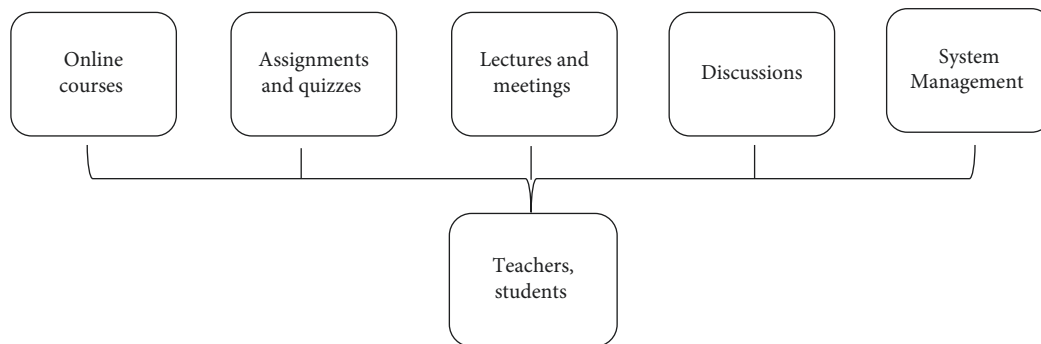 Online
courses
Assignments
and quizzes
Lectures and
meetings
Discussions
System
Management
Teachers,
students